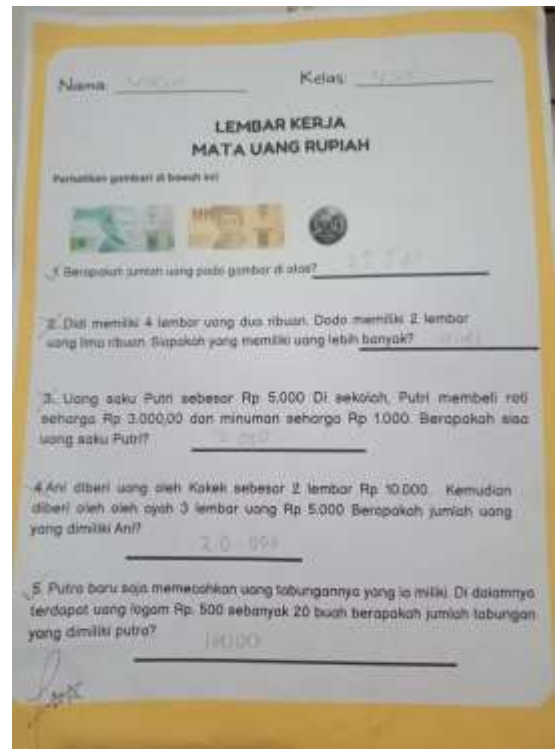 Nama: Kelas:
LEMBAR KERJA
MATA UANG RUPIAH
Perhatikan gambari di bawah ini
1. Berapakah jumlah uang pada gambar di atas?
2. Didi memiliki 4 lembar uang dua ribuan. Dodo memiliki 2 lembar
uang lima ribuan. Siapakah yang memiliki uang lebih banyak?
3. Uang saku Putri sebesar Rp 5.000 Di sekolah, Putri membeli roti
seharga Rp 3.000,00 dan minuman seharga Rp 1.000. Berapakah sisa
uang saku Putri?
4.Ani diberi uang oleh Kakek sebesar 2 lembar Rp 10.000. Kemudian
diberi oleh oleh ayah 3 lembar uang Rp 5.000 Berapakah jumlah uang
yang dimiliki Ani?
5. Putra baru saja memecahkan uang tabungannya yang ia miliki. Di dalamnya
terdapat uang logam Rp. 500 sebanyak 20 buah berapakah jumlah tabungan
yang dimiliki putra?